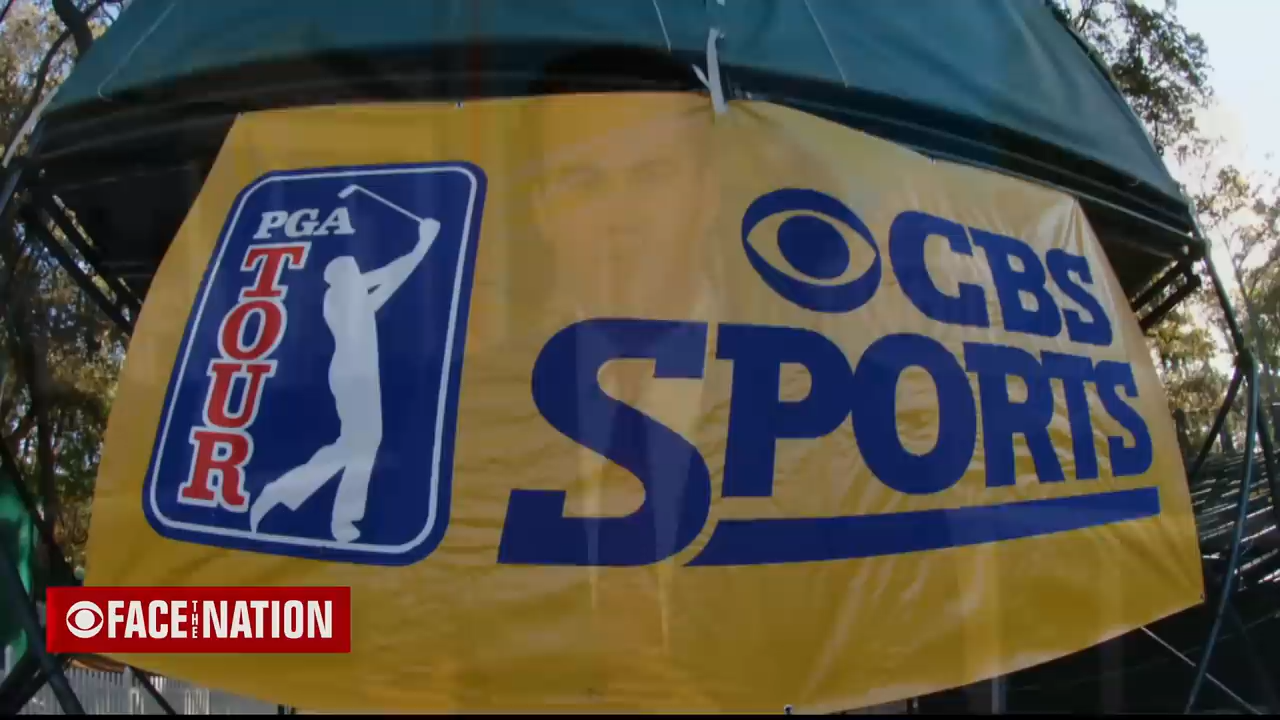 PGA
TOUR
CBS
SPORTS
FACE THE NATION